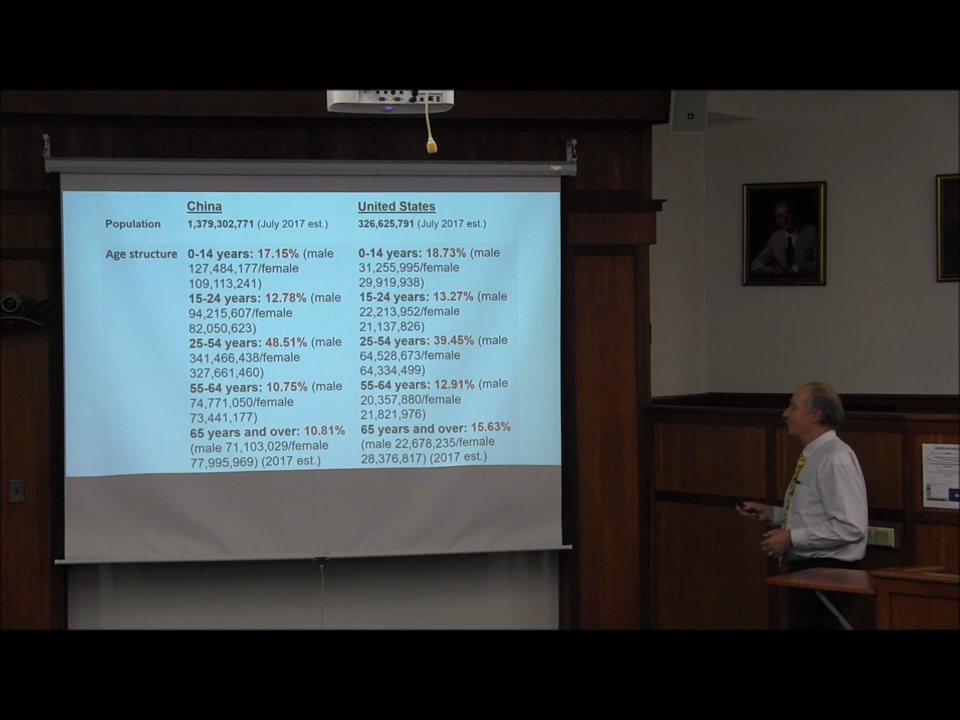 China United States
Population 1,379,302,771 (July 2017 est.) 326,625,791 (July 2017 est.)
Age structure 0-14 years: 17.15% (male 0-14 years: 18.73% (male
127,484,177/female 31,255,995/female
109,113,241) 29,919,938)
15-24 years: 12.78% (male 15-24 years: 13.27% (male
94,215,607/female 22,213,952/female
82,050,623) 21,137,826)
25-54 years: 48.51% (male 25-54 years: 39.45% (male
341,466,438/female 64,528,673/female
327,661,460) 64,334,499)
55-64 years: 10.75% (male 55-64 years: 12.91% (male
74,771,050/female 20,357,880/female
73,441,177) 21,821,976)
65 years and over: 10.81% 65 years and over: 15.63%
(male 71,103,029/female (male 22,678,235/female
77,995,969) (2017 est.) 28,376,817) (2017 est.)